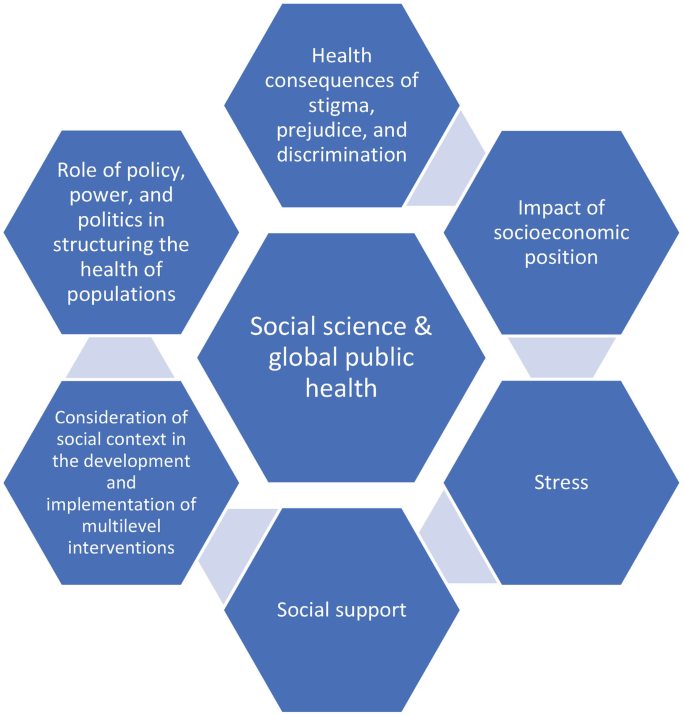 Health
consequences of
stigma,
prejudice, and
discrimination
Role of policy,
power, and
politics in
structuring the
health of
populations
Impact of
socioeconomic
position
Social science &
global public
health
Consideration of
social context in
the development
and
implementation of
multilevel
interventions
Stress
Social support